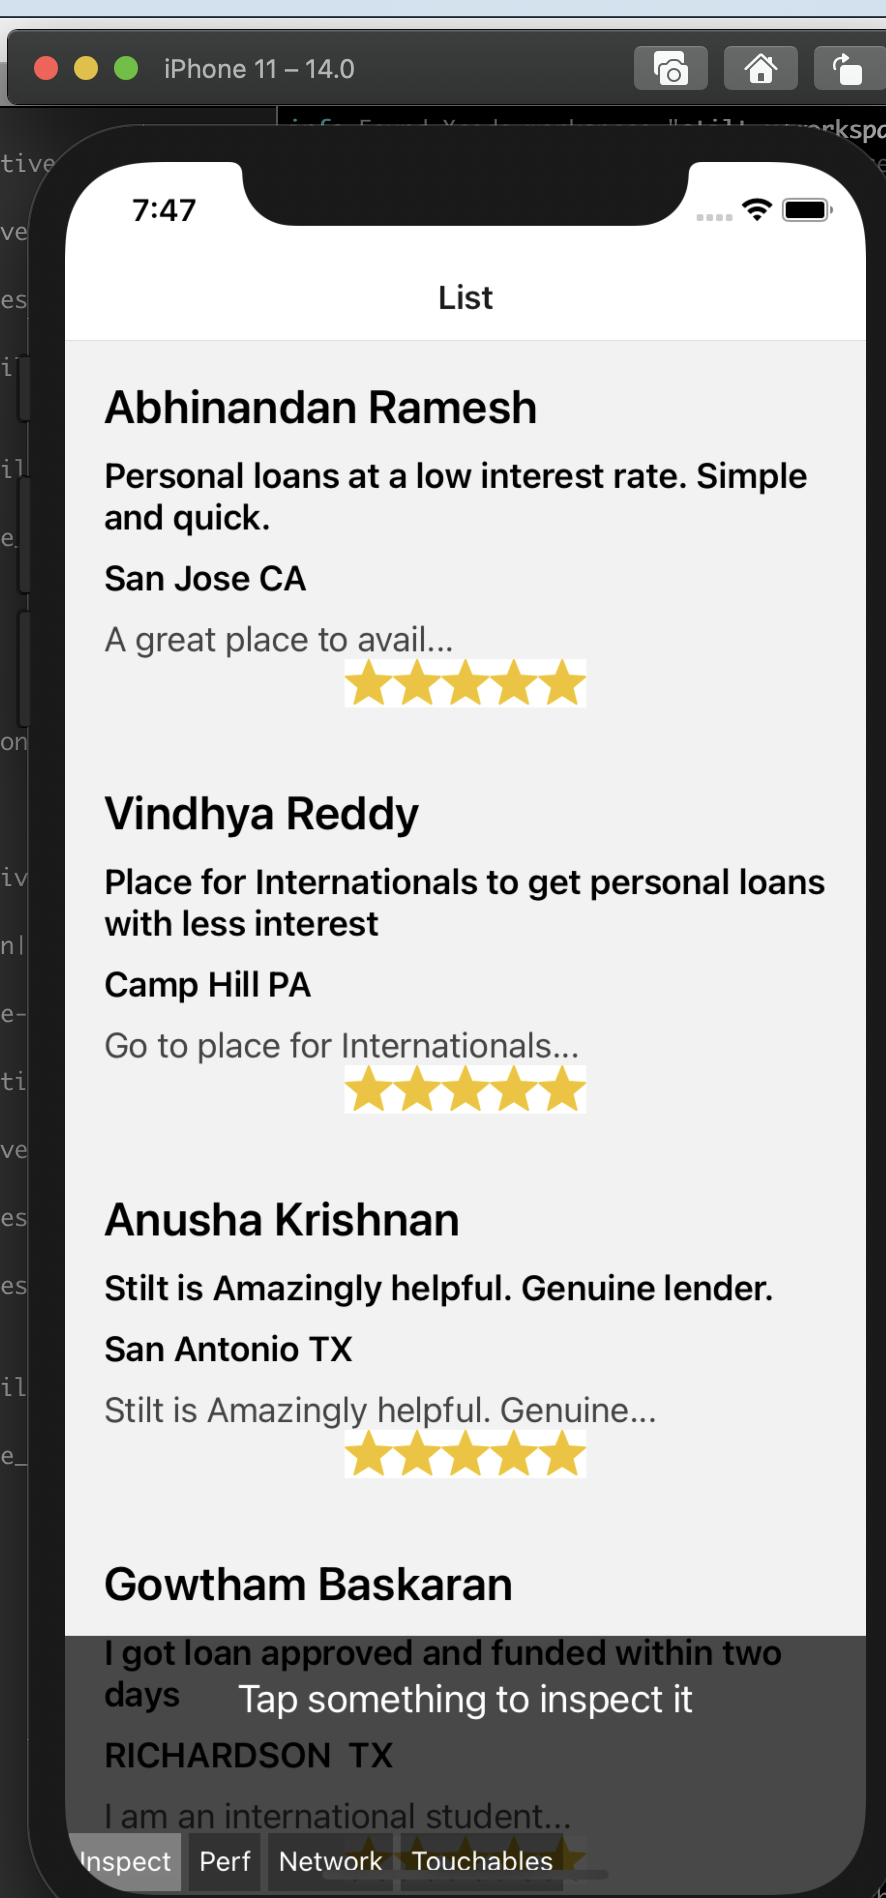 iPhone 11 – 14.0
7:47
List
Abhinandan Ramesh
Personal loans at a low interest rate. Simple
and quick.
San Jose CA
A great place to avail...
Vindhya Reddy
Place for Internationals to get personal loans
with less interest
Camp Hill PA
Go to place for Internationals...
Anusha Krishnan
Stilt is Amazingly helpful. Genuine lender.
San Antonio TX
Stilt is Amazingly helpful. Genuine...
Gowtham Baskaran
I got loan approved and funded within two
days
Tap something to inspect it
RICHARDSON  TX
I am an international student...
Inspect Perf Network Touchables